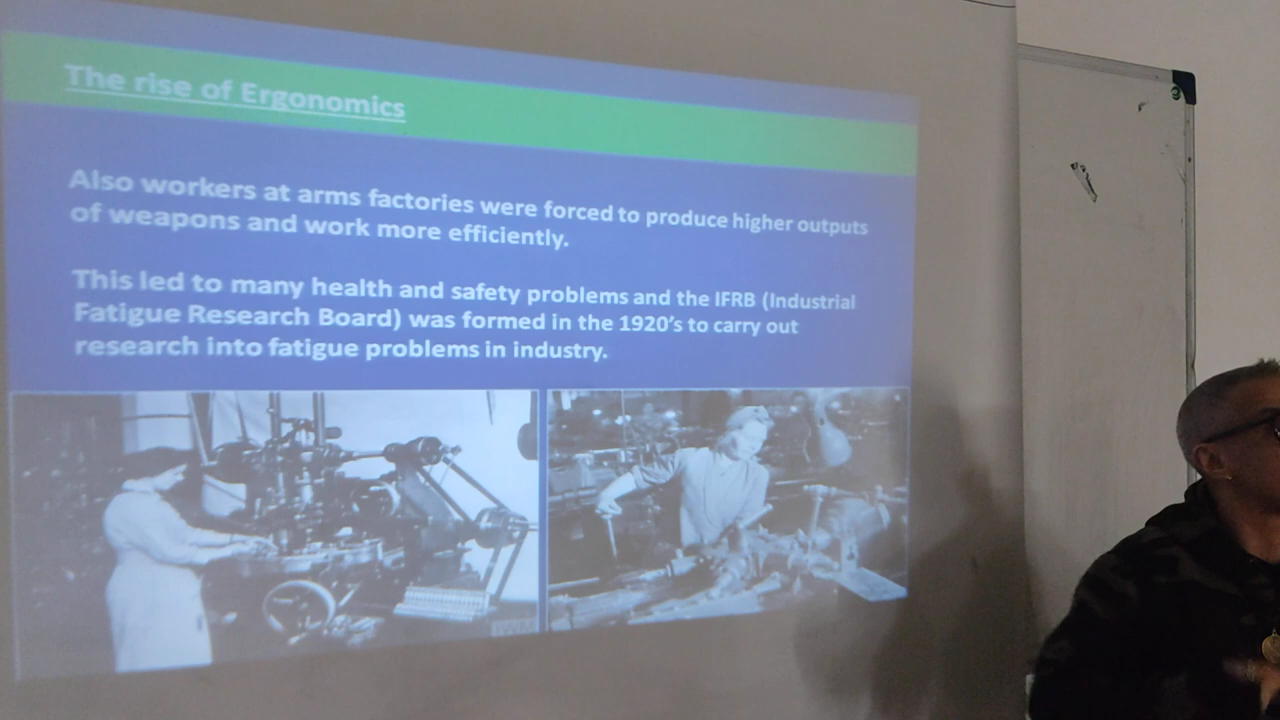 The rise of Ergonomics
Also workers at arms factories were forced to produce higher outputs
of weapons and work more efficiently.
This led to many health and safety problems and the IFRB (Industrial
Fatigue Research Board) was formed in the 1920's to carry out
research into fatigue problems in industry.